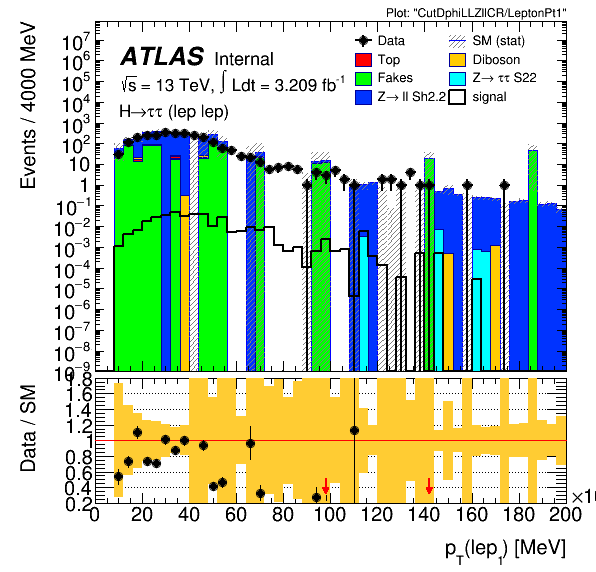 Plot: "CutDphiLLZllCR/LeptonPt1"
ATLAS Internal
√s = 13 TeV, ∫ Ldt = 3.209 fb⁻¹
H→ττ (lep lep)
Data
SM (stat)
Top
Diboson
Fakes
Z→ ττ S22
Z→ ll Sh2.2
signal
Events / 4000 MeV
10⁷
10⁶
10⁵
10⁴
10³
10²
10
1
10⁻¹
10⁻²
10⁻³
10⁻⁴
10⁻⁵
10⁻⁶
10⁻⁷
10⁻⁸
10⁻⁹
Data / SM
1.8
1.6
1.4
1.2
1
0.8
0.6
0.4
0.2
0 20 40 60 80 100 120 140 160 180 200
p_T(lep_1) [MeV]